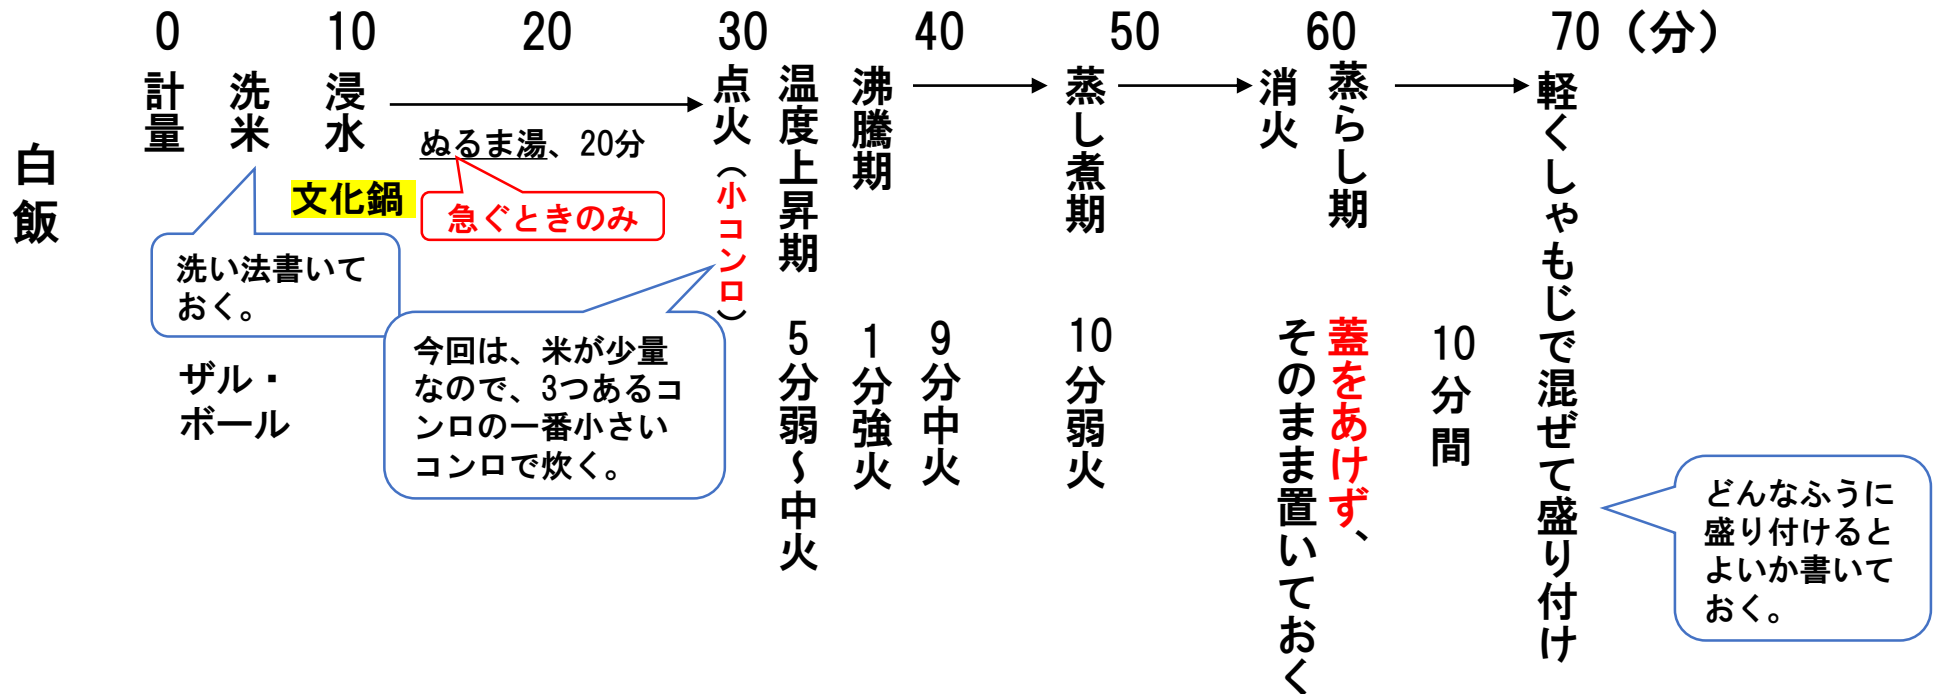 0 10 20 30 40 50 60 70（分）
白飯
計量
洗米
浸水
ぬるま湯、20分
文化鍋
急ぐときのみ
洗い法書いて
おく。
ザル・
ボール
点火（小コンロ）
今回は、米が少量
なので、3つあるコ
ンロの一番小さい
コンロで炊く。
温度上昇期
5分弱～中火
沸騰期
1分強火
9分中火
蒸し煮期
10分弱火
消火
蒸らし期
蓋をあけず、
そのまま置いておく
10分間
軽くしゃもじで混ぜて盛り付け
どんなふうに
盛り付けると
よいか書いて
おく。